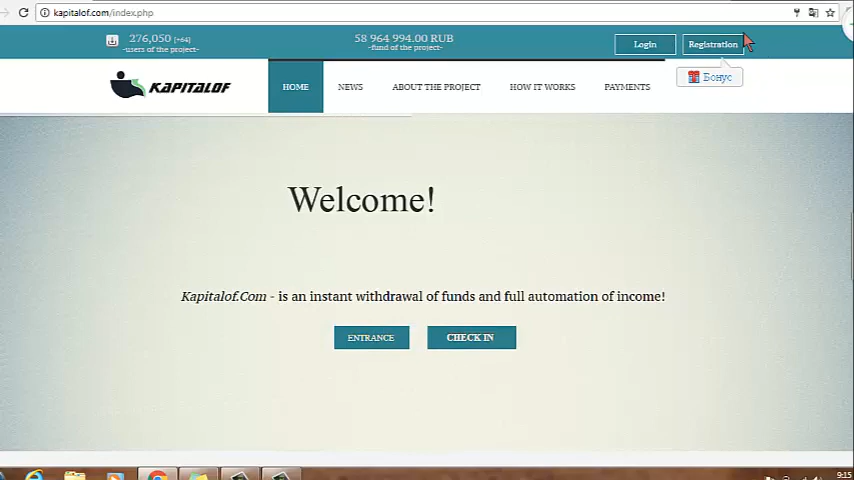 kapitalof.com/index.php
276,050 [+64]
-users of the project-
58 964 994.00 RUB
-fund of the project-
Login
Registration
Бонус
KAPITALOF
HOME
NEWS
ABOUT THE PROJECT
HOW IT WORKS
PAYMENTS
Welcome!
Kapitalof.Com - is an instant withdrawal of funds and full automation of income!
ENTRANCE
CHECK IN
9:15